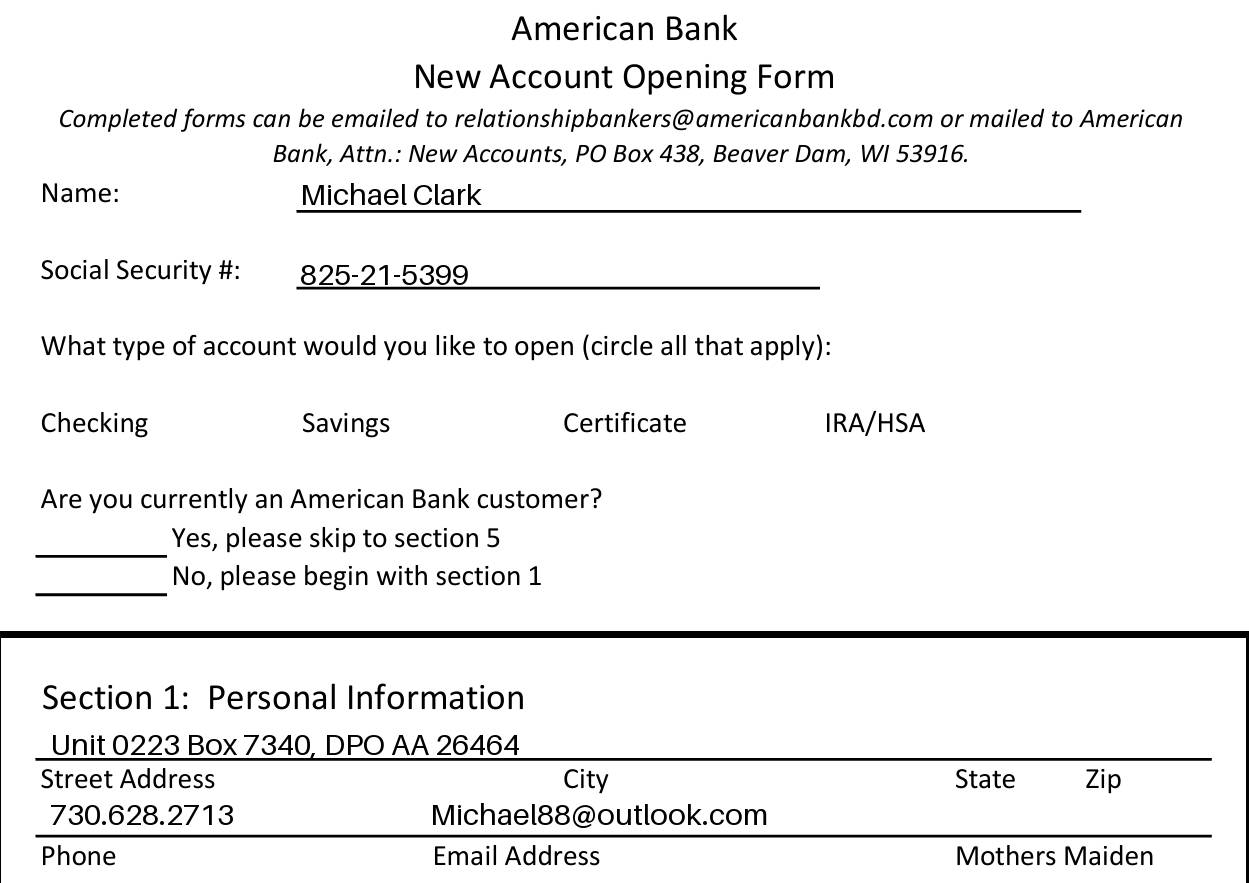 American Bank
New Account Opening Form
Completed forms can be emailed to relationshipbankers@americanbankbd.com or mailed to American
Bank, Attn.: New Accounts, PO Box 438, Beaver Dam, WI 53916.
Name: Michael Clark
Social Security #: 825-21-5399
What type of account would you like to open (circle all that apply):
Checking Savings Certificate IRA/HSA
Are you currently an American Bank customer?
Yes, please skip to section 5
No, please begin with section 1
Section 1: Personal Information
Unit 0223 Box 7340, DPO AA 26464
Street Address City State Zip
730.628.2713 Michael88@outlook.com
Phone Email Address Mothers Maiden